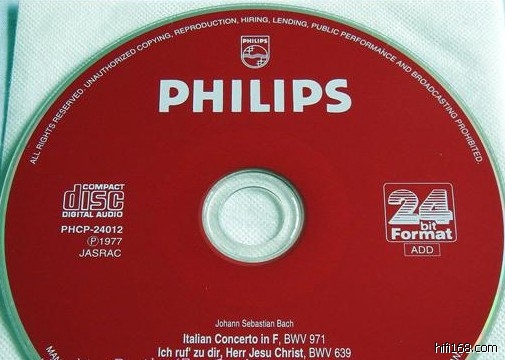 ALL RIGHTS RESERVED. UNAUTHORIZED COPYING, REPRODUCTION, HIRING, LENDING, PUBLIC PERFORMANCE AND BROADCASTING PROHIBITED.
PHILIPS
PHILIPS
COMPACT
disc
DIGITAL AUDIO
PHCP-24012
Ⓟ1977
JASRAC
24
bit
Format
ADD
Johann Sebastian Bach
Italian Concerto in F, BWV 971
Ich ruf' zu dir, Herr Jesu Christ, BWV 639
hifi168.com